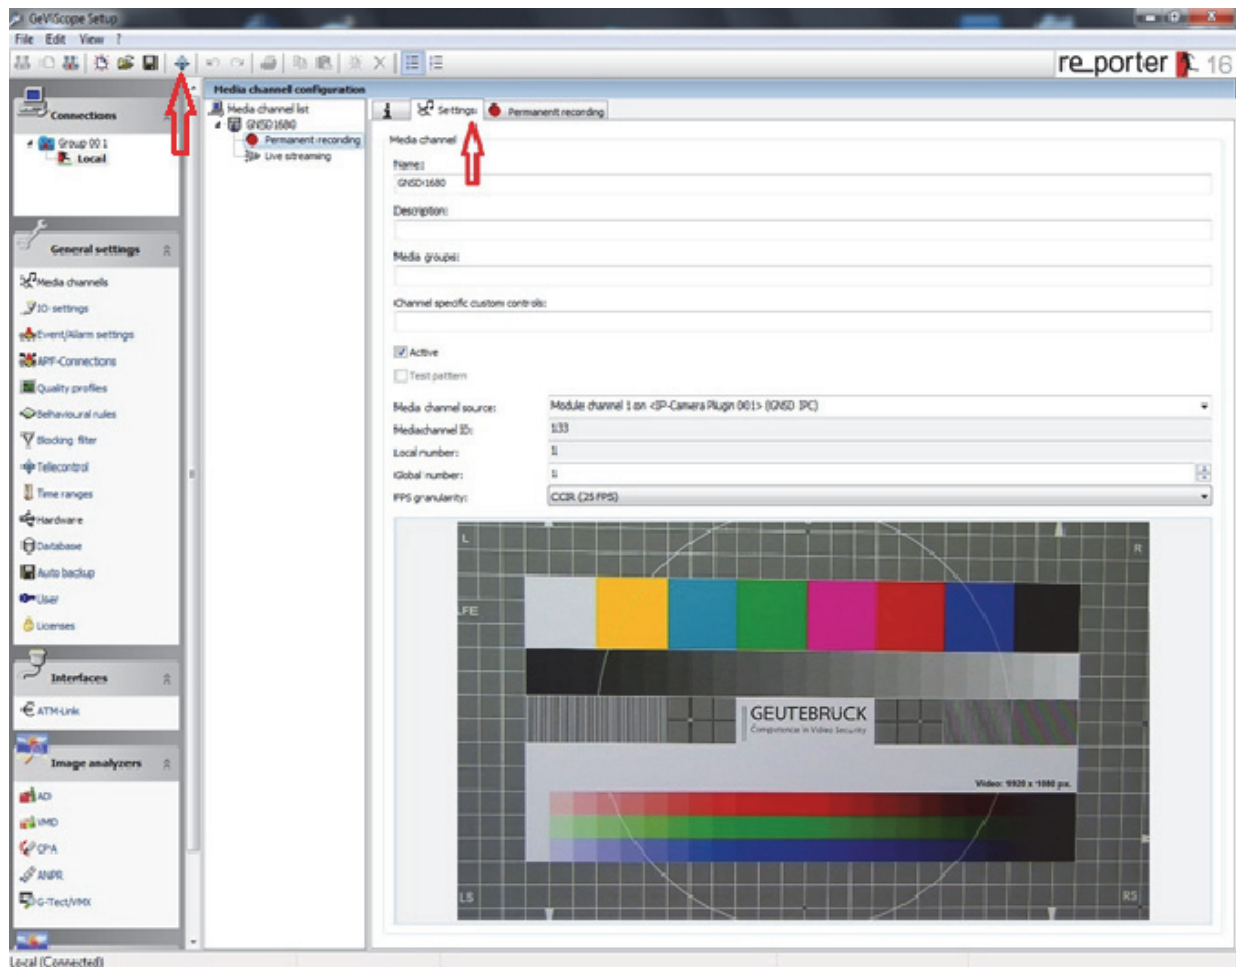 GeViScope Setup
File Edit View ?
re_porter 16
Connections
Group 001
Local
General settings
Media channels
IO-settings
Event/Alarm settings
APF-Connections
Quality profiles
Behavioural rules
Blocking filter
Telecontrol
Time ranges
Hardware
Database
Auto backup
User
Licenses
Interfaces
ATM-Link
Image analyzers
AD
VMD
CPA
ANPR
G-Tect/VMX
Local (Connected)
Media channel configuration
Media channel list
GNSD1680
Permanent recording
Live streaming
Settings
Permanent recording
Media channel
Name:
GNSD1680
Description:
Media groups:
Channel specific custom controls:
Active
Test pattern
Media channel source: Module channel 1 on <IP-Camera Plugin 001> (GNSD IPC)
Mediachannel ID: 133
Local number: 1
Global number: 1
FPS granularity: CCIR (25 FPS)
L
R
LFE
GEUTEBRUCK
Competence in Video Security
Video: 1920 x 1080 px.
LS
RS